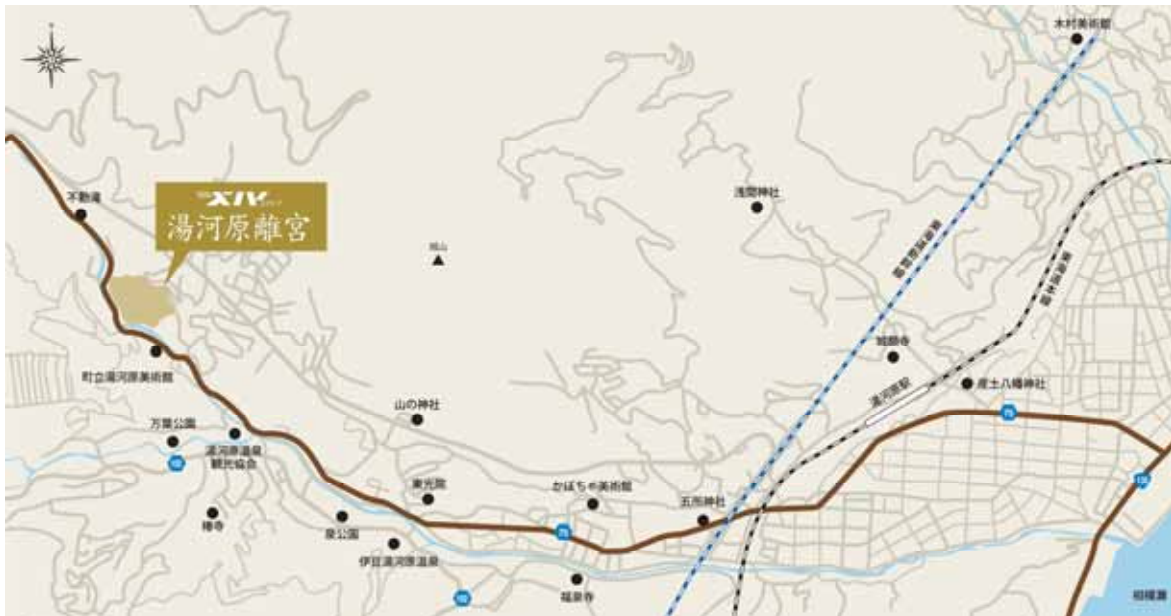 木村美術館
不動滝
XIV
湯河原離宮
浅間神社
城山
東海道新幹線
東海道本線
城願寺
湯河原駅
産土八幡神社
町立湯河原美術館
山の神社
75
万葉公園
湯河原温泉
観光協会
東光院
かぼちゃ美術館
五所神社
75
泉公園
伊豆湯河原温泉
福泉寺
相模灘